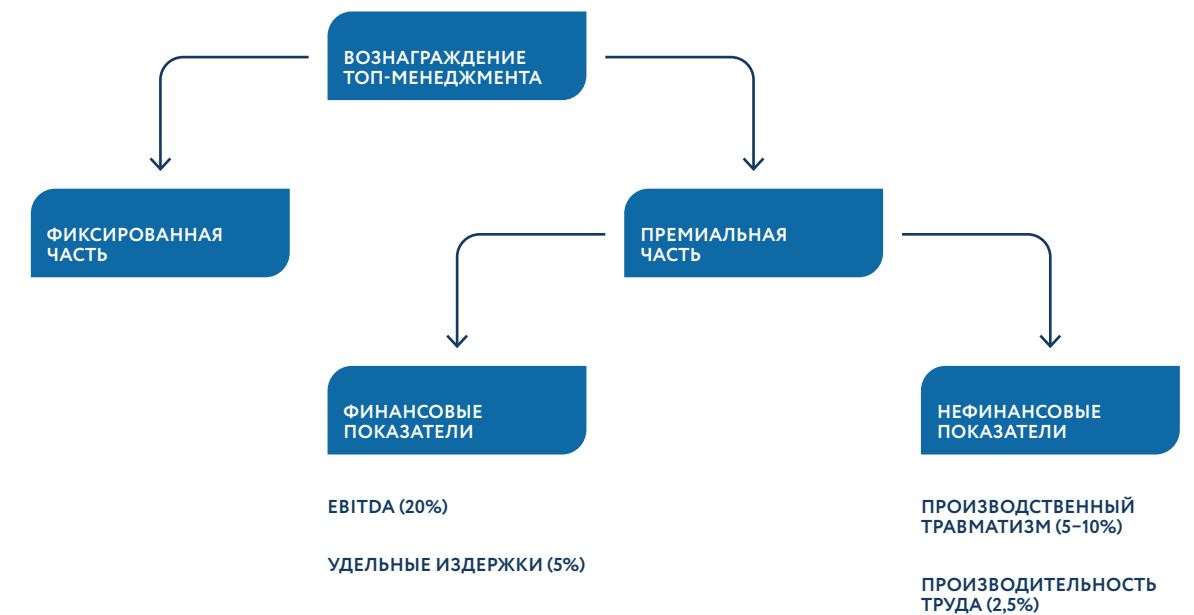 ВОЗНАГРАЖДЕНИЕ
ТОП-МЕНЕДЖМЕНТА
ФИКСИРОВАННАЯ
ЧАСТЬ
ПРЕМИАЛЬНАЯ
ЧАСТЬ
ФИНАНСОВЫЕ
ПОКАЗАТЕЛИ
НЕФИНАНСОВЫЕ
ПОКАЗАТЕЛИ
EBITDA (20%)
УДЕЛЬНЫЕ ИЗДЕРЖКИ (5%)
ПРОИЗВОДСТВЕННЫЙ
ТРАВМАТИЗМ (5–10%)
ПРОИЗВОДИТЕЛЬНОСТЬ
ТРУДА (2,5%)